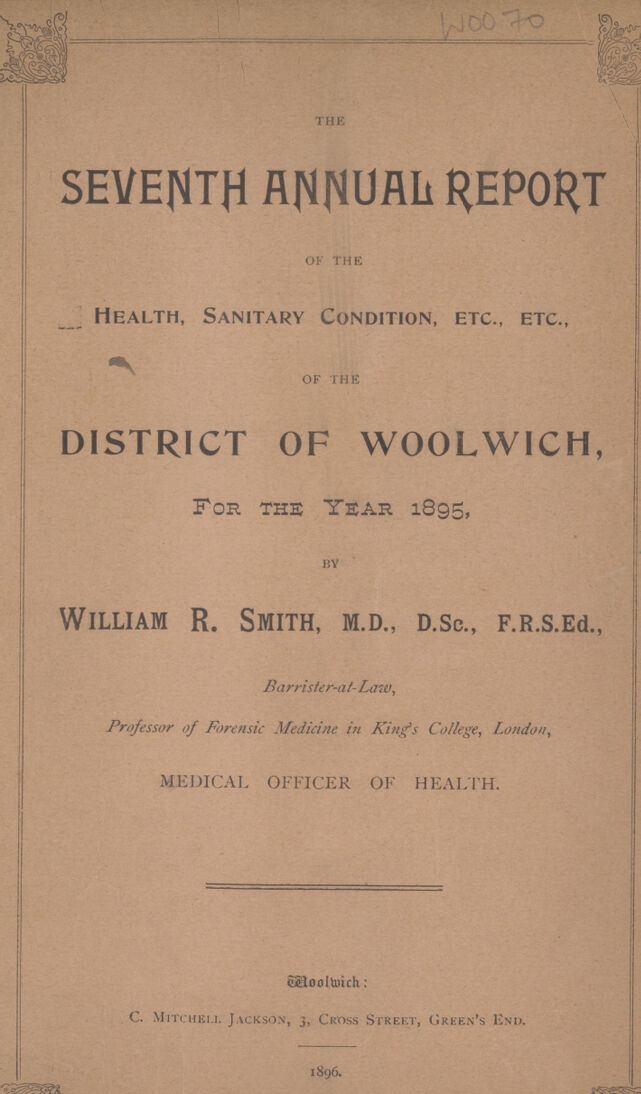 WOO 70
THE
SEVENTH ANNUAL REPORT
OF THE
HEALTH, SANITARY CONDITION, ETC., ETC.,
OF THE
DISTRICT OF WOOLWICH,
FOR THE YEAR 1895,
BY
WILLIAM R. SMITH, M.D., D.Sc., F.R.S.Ed.,
Barrister-at-Law,
Professor of Forensic Medicine in King's College, London,
MEDICAL OFFICER OF HEALTH.
Woolwich:
C. MITCHELL JACKSON, 3, CROSS STREET, GREEN'S END.
1896.